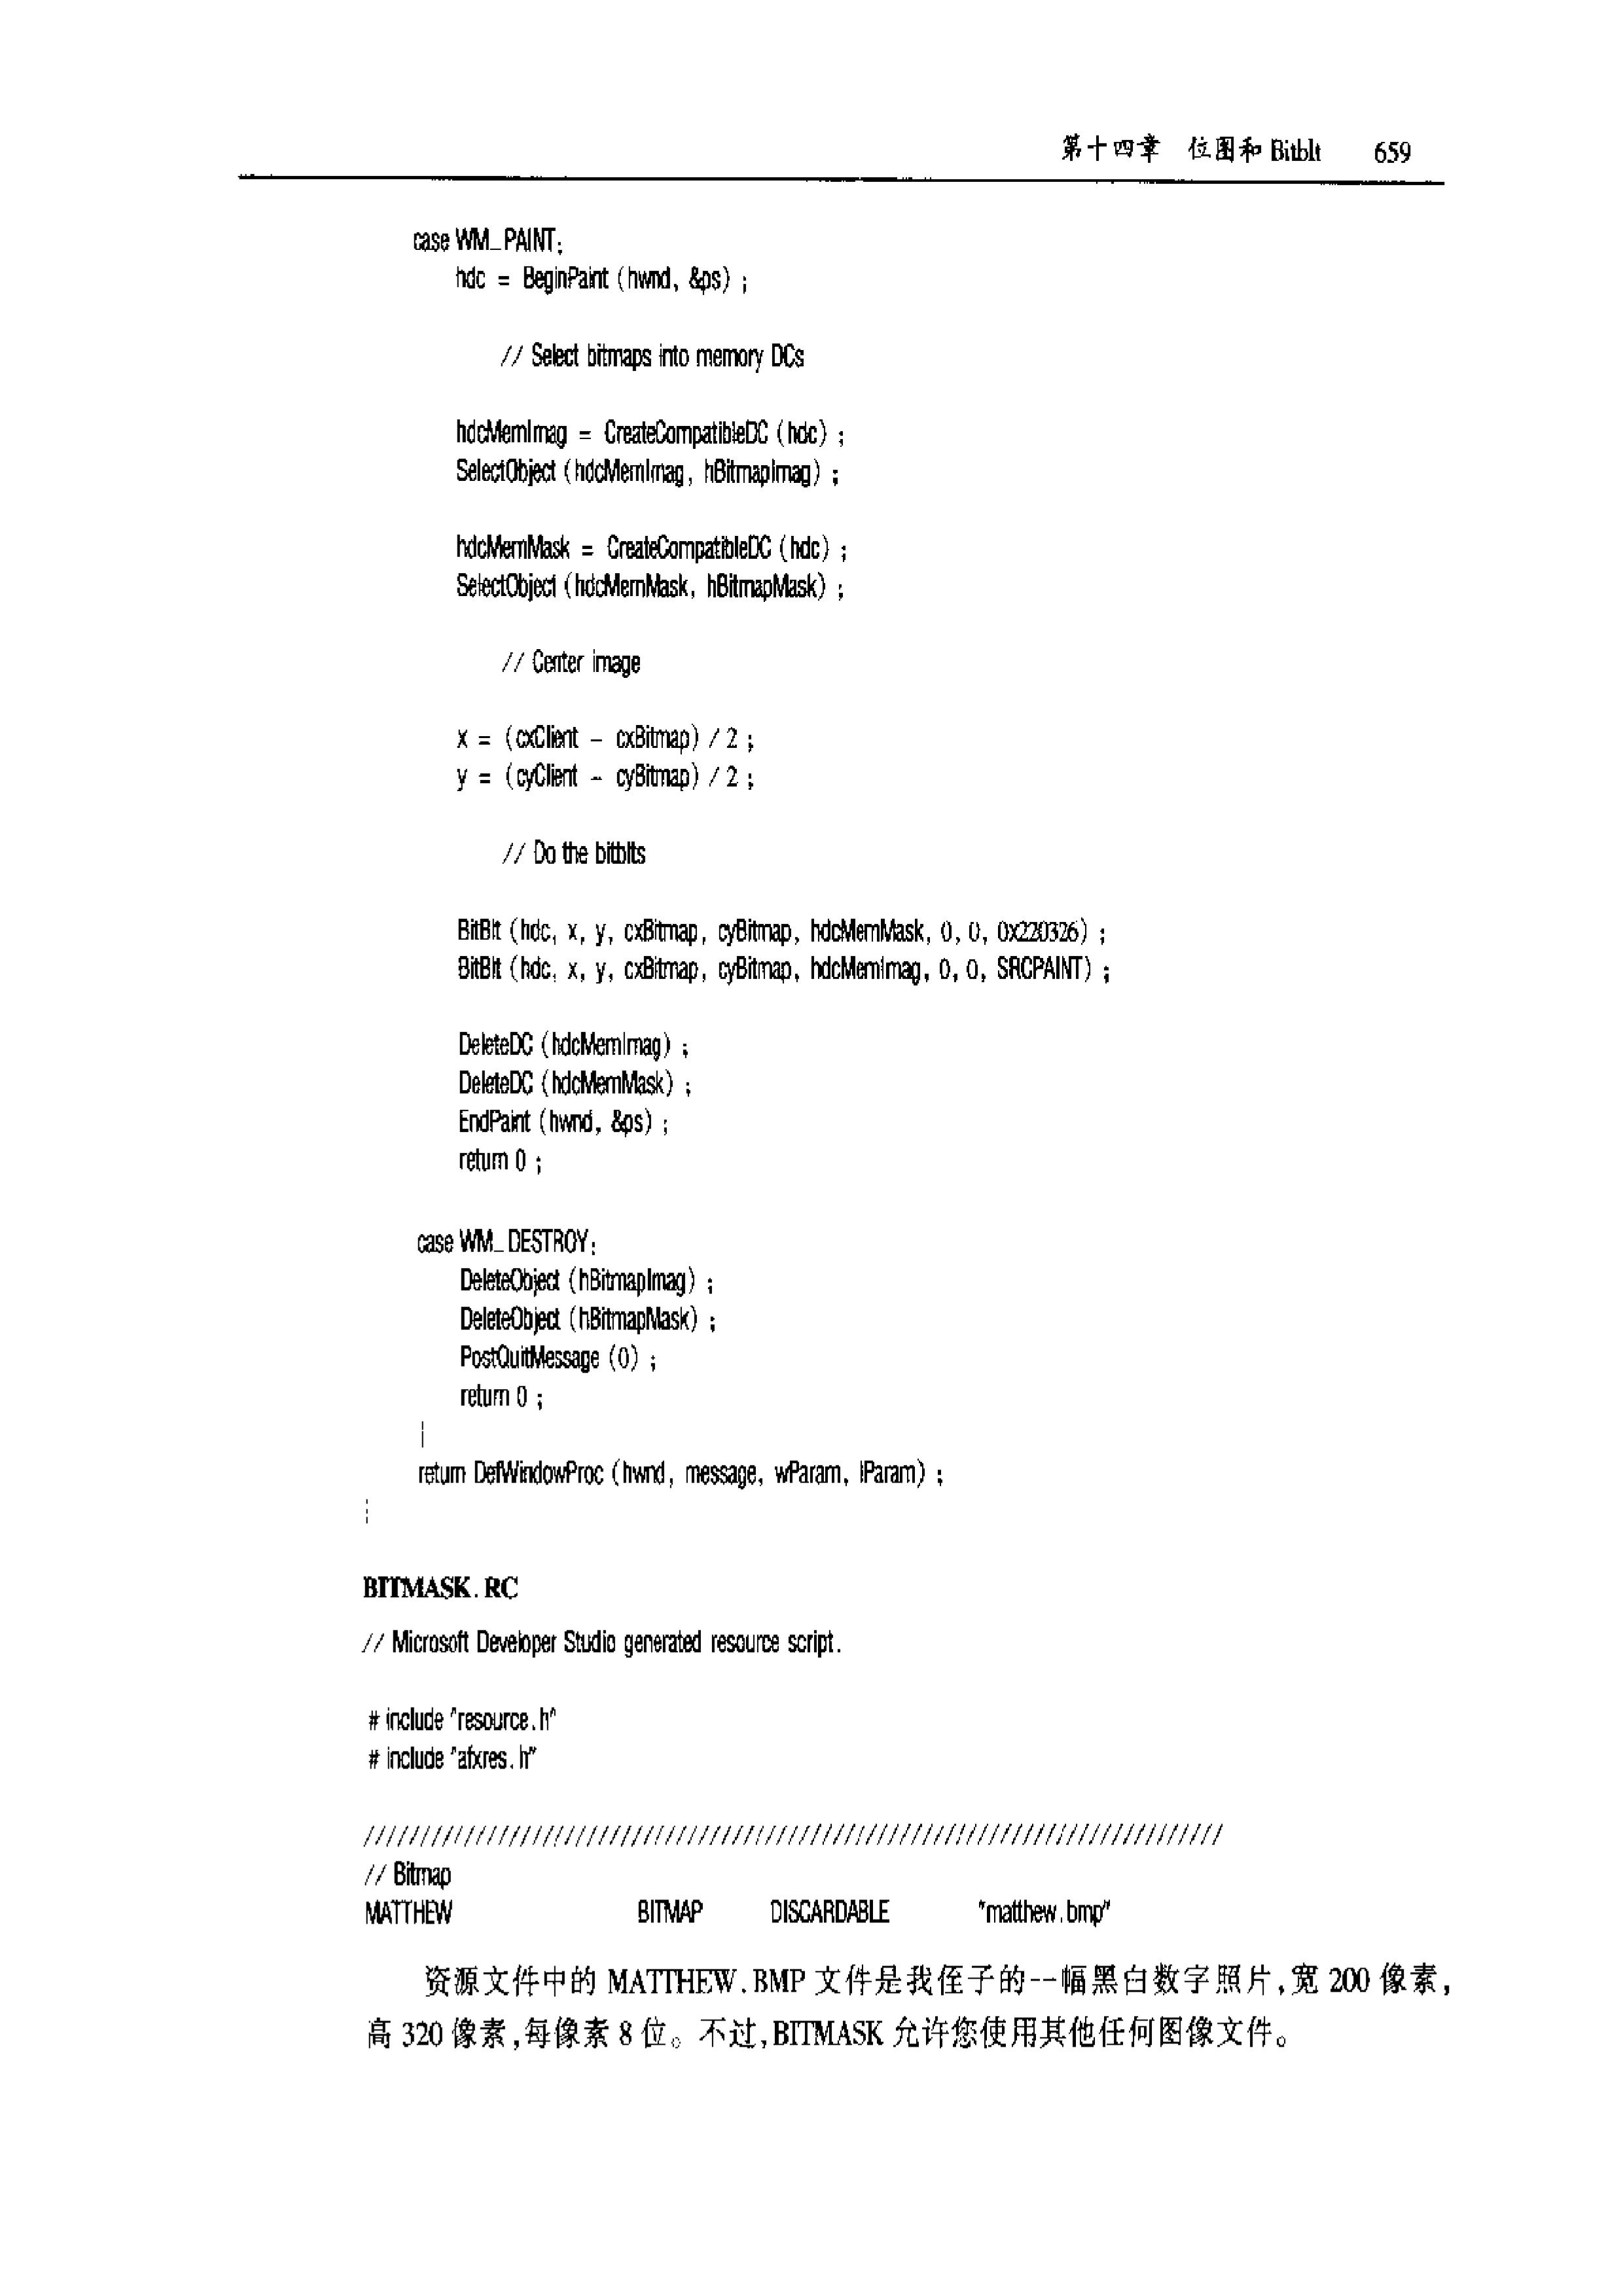 第十四章 位图和 Bitblt 659
case WM_PAINT:
hdc = BeginPaint (hwnd, &ps) ;
// Select bitmaps into memory DCs
hdcMemImag = CreateCompatibleDC (hdc) ;
SelectObject (hdcMemImag, hBitmapImag) ;
hdcMemMask = CreateCompatibleDC (hdc) ;
SelectObject (hdcMemMask, hBitmapMask) ;
// Center image
x = (cxClient - cxBitmap) / 2 ;
y = (cyClient - cyBitmap) / 2 ;
// Do the bitblts
BitBlt (hdc, x, y, cxBitmap, cyBitmap, hdcMemMask, 0, 0, 0x220326) ;
BitBlt (hdc, x, y, cxBitmap, cyBitmap, hdcMemImag, 0, 0, SRCPAINT) ;
DeleteDC (hdcMemImag) ;
DeleteDC (hdcMemMask) ;
EndPaint (hwnd, &ps) ;
return 0 ;
case WM_DESTROY:
DeleteObject (hBitmapImag) ;
DeleteObject (hBitmapMask) ;
PostQuitMessage (0) ;
return 0 ;
}
return DefWindowProc (hwnd, message, wParam, lParam) ;
}
BITMASK.RC
// Microsoft Developer Studio generated resource script.
# include "resource.h"
# include "afxres.h"
/////////////////////////////////////////////////////////////////////////////
// Bitmap
MATTHEW BITMAP DISCARDABLE "matthew.bmp"
资源文件中的 MATTHEW.BMP 文件是我侄子的一幅黑白数字照片,宽 200 像素,
高 320 像素,每像素 8 位。不过,BITMASK 允许您使用其他任何图像文件。